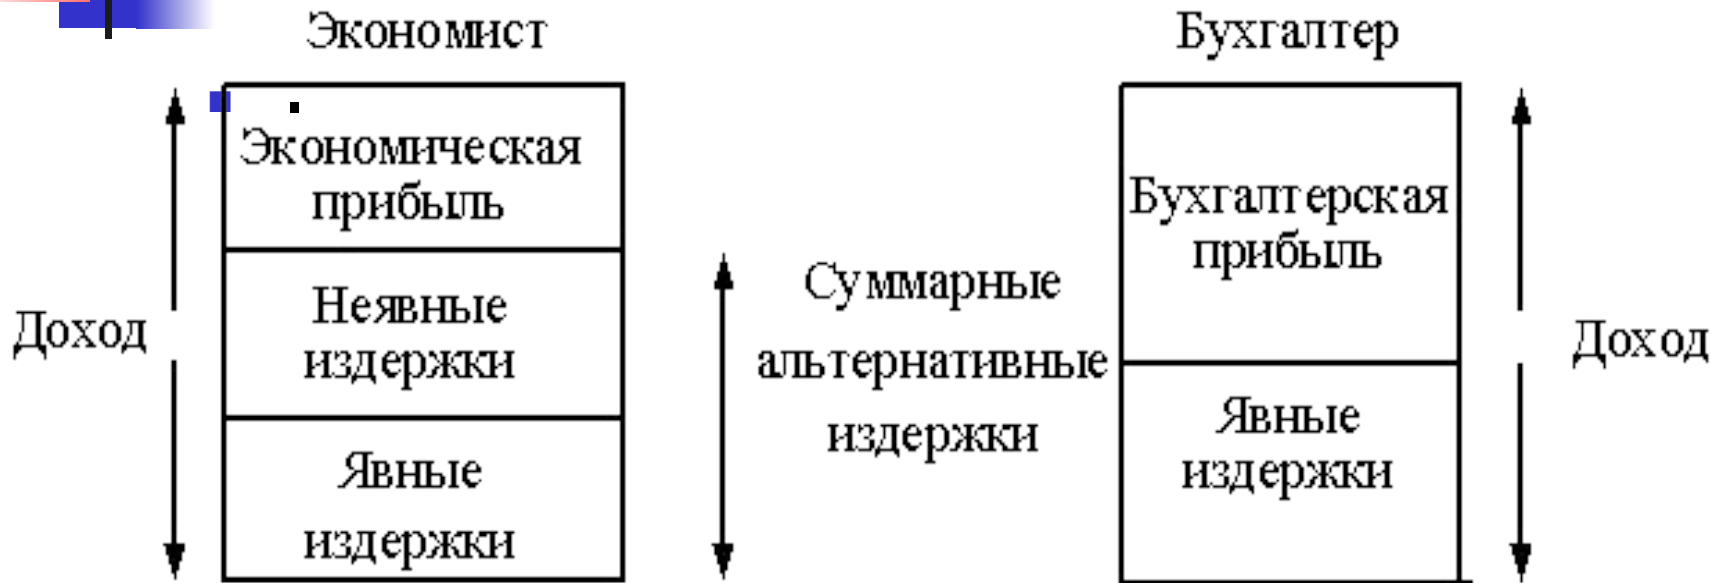 Экономист
Экономическая
прибыль
Неявные
издержки
Явные
издержки
Доход
Суммарные
альтернативные
издержки
Бухгалтер
Бухгалтерская
прибыль
Явные
издержки
Доход